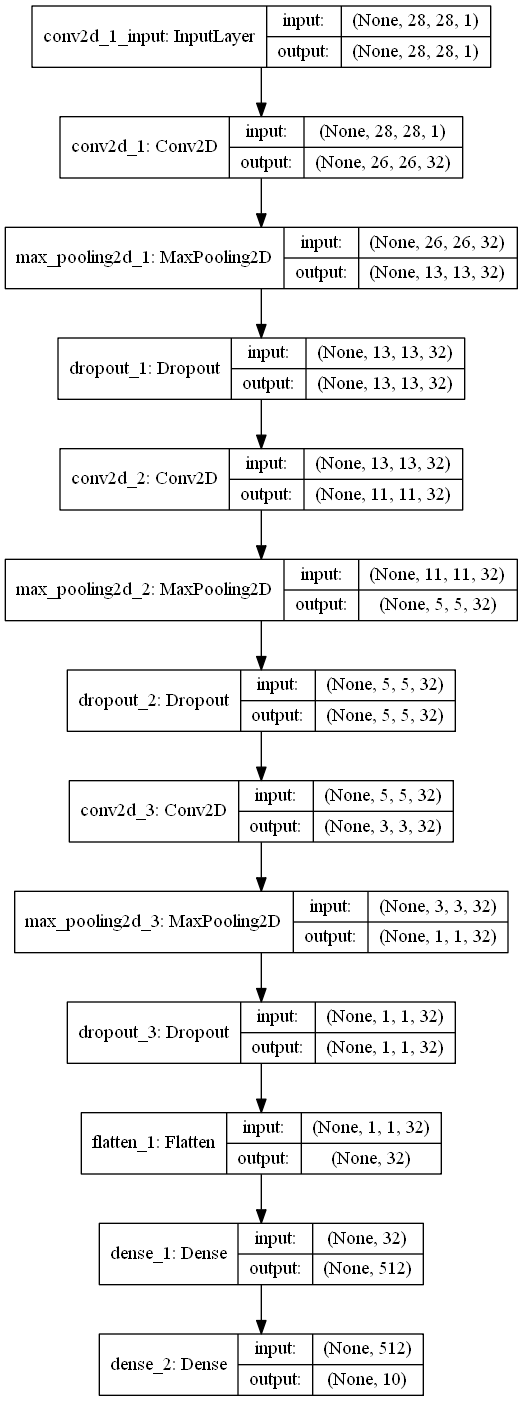 conv2d_1_input: InputLayer
input: (None, 28, 28, 1)
output: (None, 28, 28, 1)
conv2d_1: Conv2D
input: (None, 28, 28, 1)
output: (None, 26, 26, 32)
max_pooling2d_1: MaxPooling2D
input: (None, 26, 26, 32)
output: (None, 13, 13, 32)
dropout_1: Dropout
input: (None, 13, 13, 32)
output: (None, 13, 13, 32)
conv2d_2: Conv2D
input: (None, 13, 13, 32)
output: (None, 11, 11, 32)
max_pooling2d_2: MaxPooling2D
input: (None, 11, 11, 32)
output: (None, 5, 5, 32)
dropout_2: Dropout
input: (None, 5, 5, 32)
output: (None, 5, 5, 32)
conv2d_3: Conv2D
input: (None, 5, 5, 32)
output: (None, 3, 3, 32)
max_pooling2d_3: MaxPooling2D
input: (None, 3, 3, 32)
output: (None, 1, 1, 32)
dropout_3: Dropout
input: (None, 1, 1, 32)
output: (None, 1, 1, 32)
flatten_1: Flatten
input: (None, 1, 1, 32)
output: (None, 32)
dense_1: Dense
input: (None, 32)
output: (None, 512)
dense_2: Dense
input: (None, 512)
output: (None, 10)